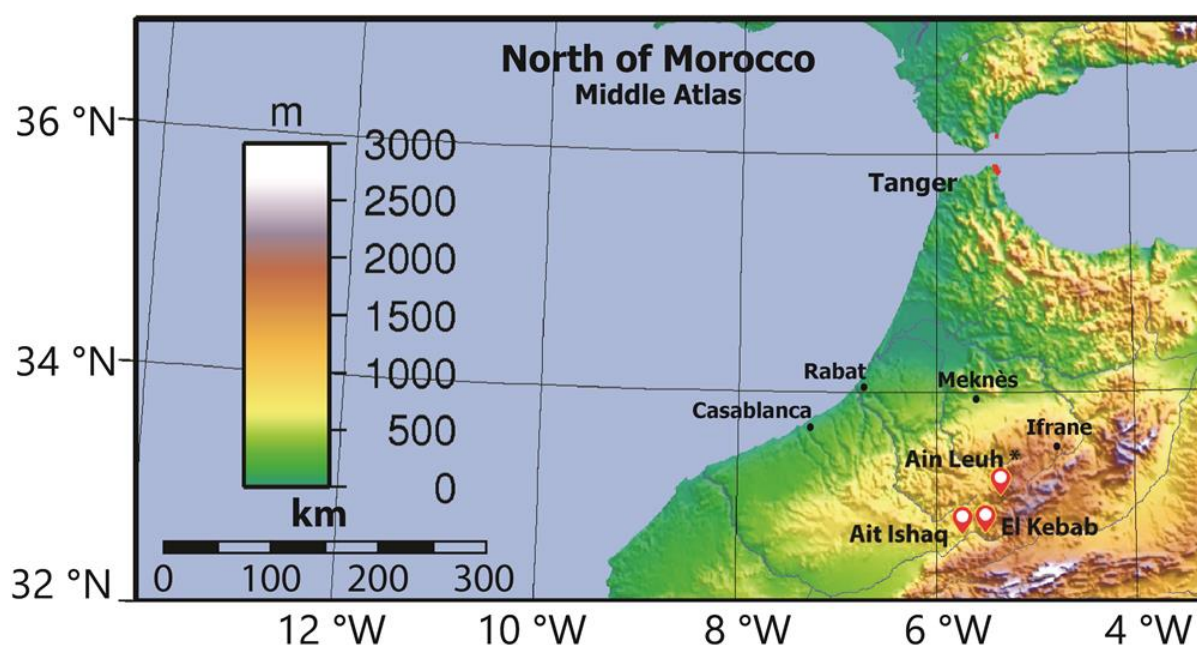 North of Morocco
Middle Atlas
36 °N
m
3000
2500
Tanger
2000
1500
34 °N
1000
Rabat
Meknès
500
Casablanca
Ifrane
Ain Leuh *
0
km
Ait Ishaq
El Kebab
0 100 200 300
32 °N
12 °W 10 °W 8 °W 6 °W 4 °W